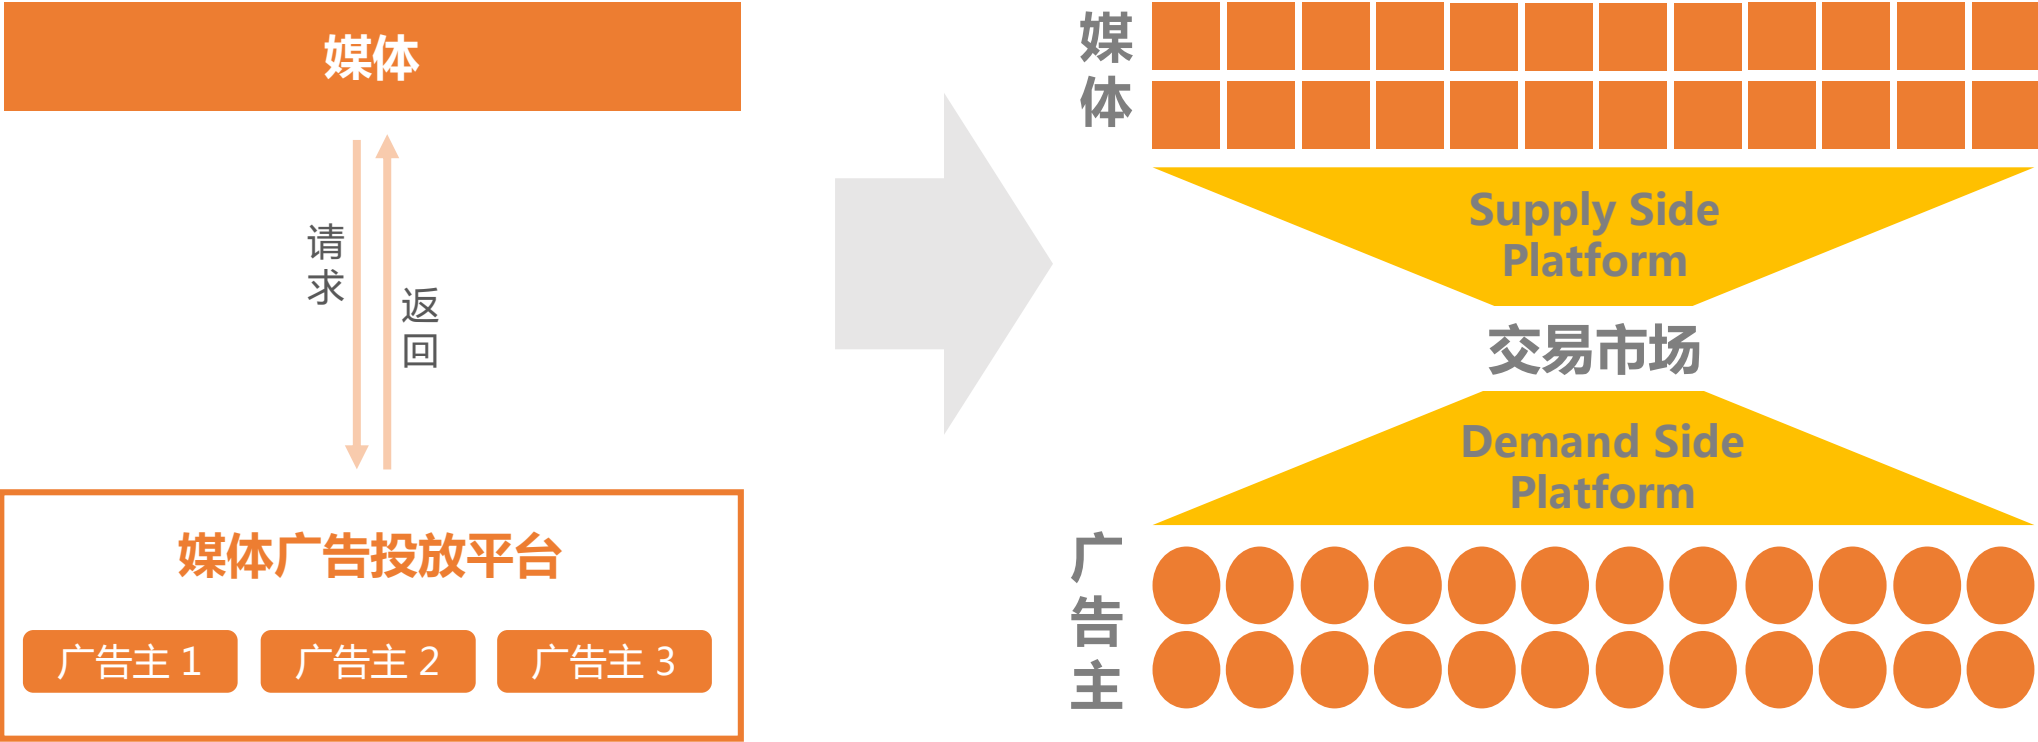 媒体
请求
返回
媒体广告投放平台
广告主 1
广告主 2
广告主 3
媒体
Supply Side
Platform
交易市场
Demand Side
Platform
广告主